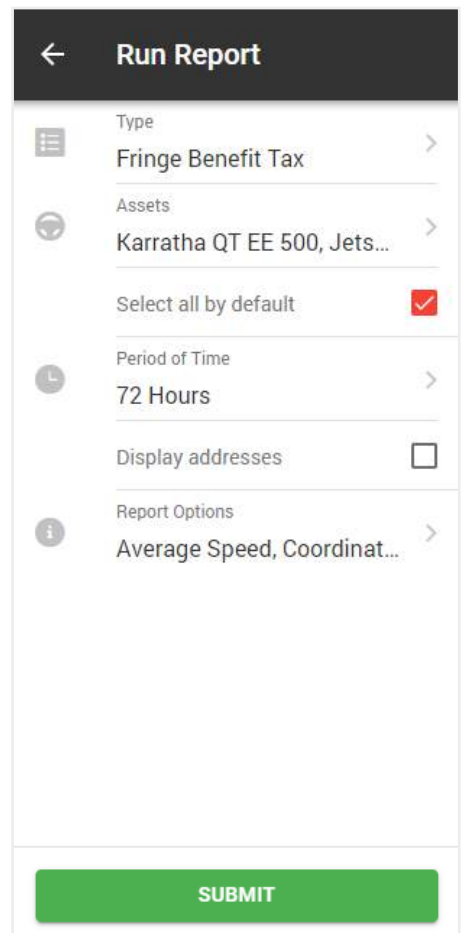 Run Report
Type
Fringe Benefit Tax
Assets
Karratha QT EE 500, Jets...
Select all by default
Period of Time
72 Hours
Display addresses
Report Options
Average Speed, Coordinat...
SUBMIT